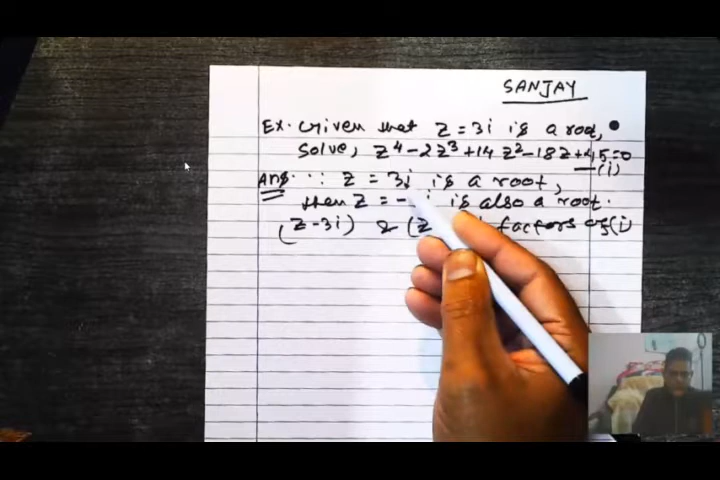 SANJAY
Ex. Given that z = 3i is a root,
Solve, z⁴ - 2z³ + 14z² - 18z + 45 = 0
(i)
Ans ∵ z = 3i is a root,
then z = - i is also a root.
(z - 3i) & (z factors of (i)